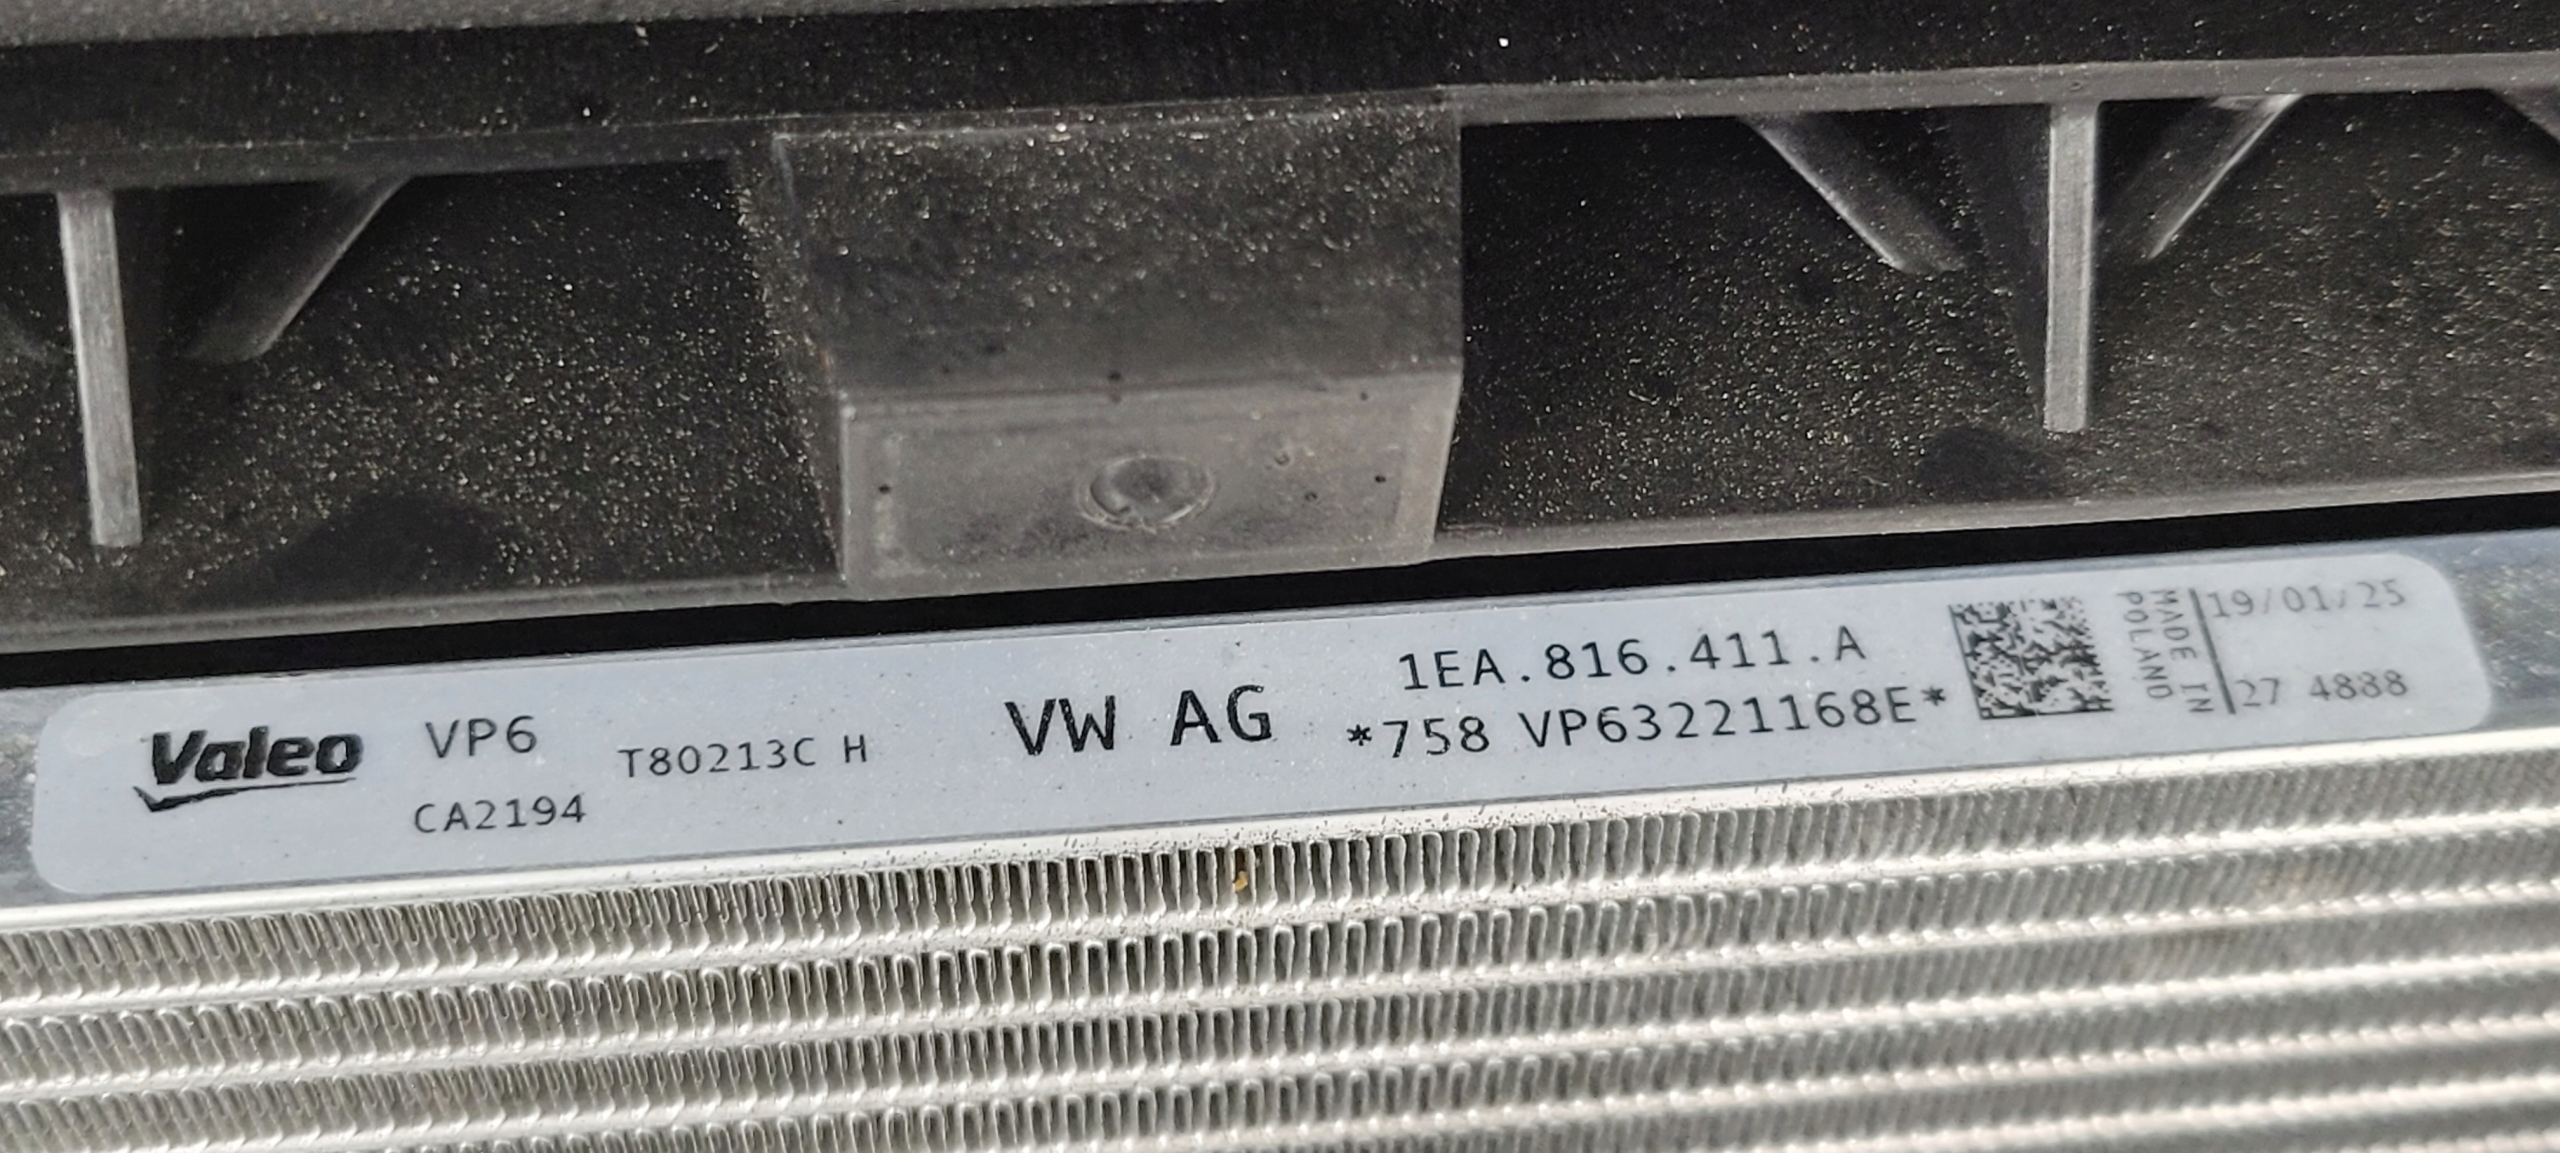 Valeo
VP6
CA2194
T80213C H
VW AG
1EA.816.411.A
*758 VP63221168E*
MADE IN
POLAND
19/01/25
27 4888